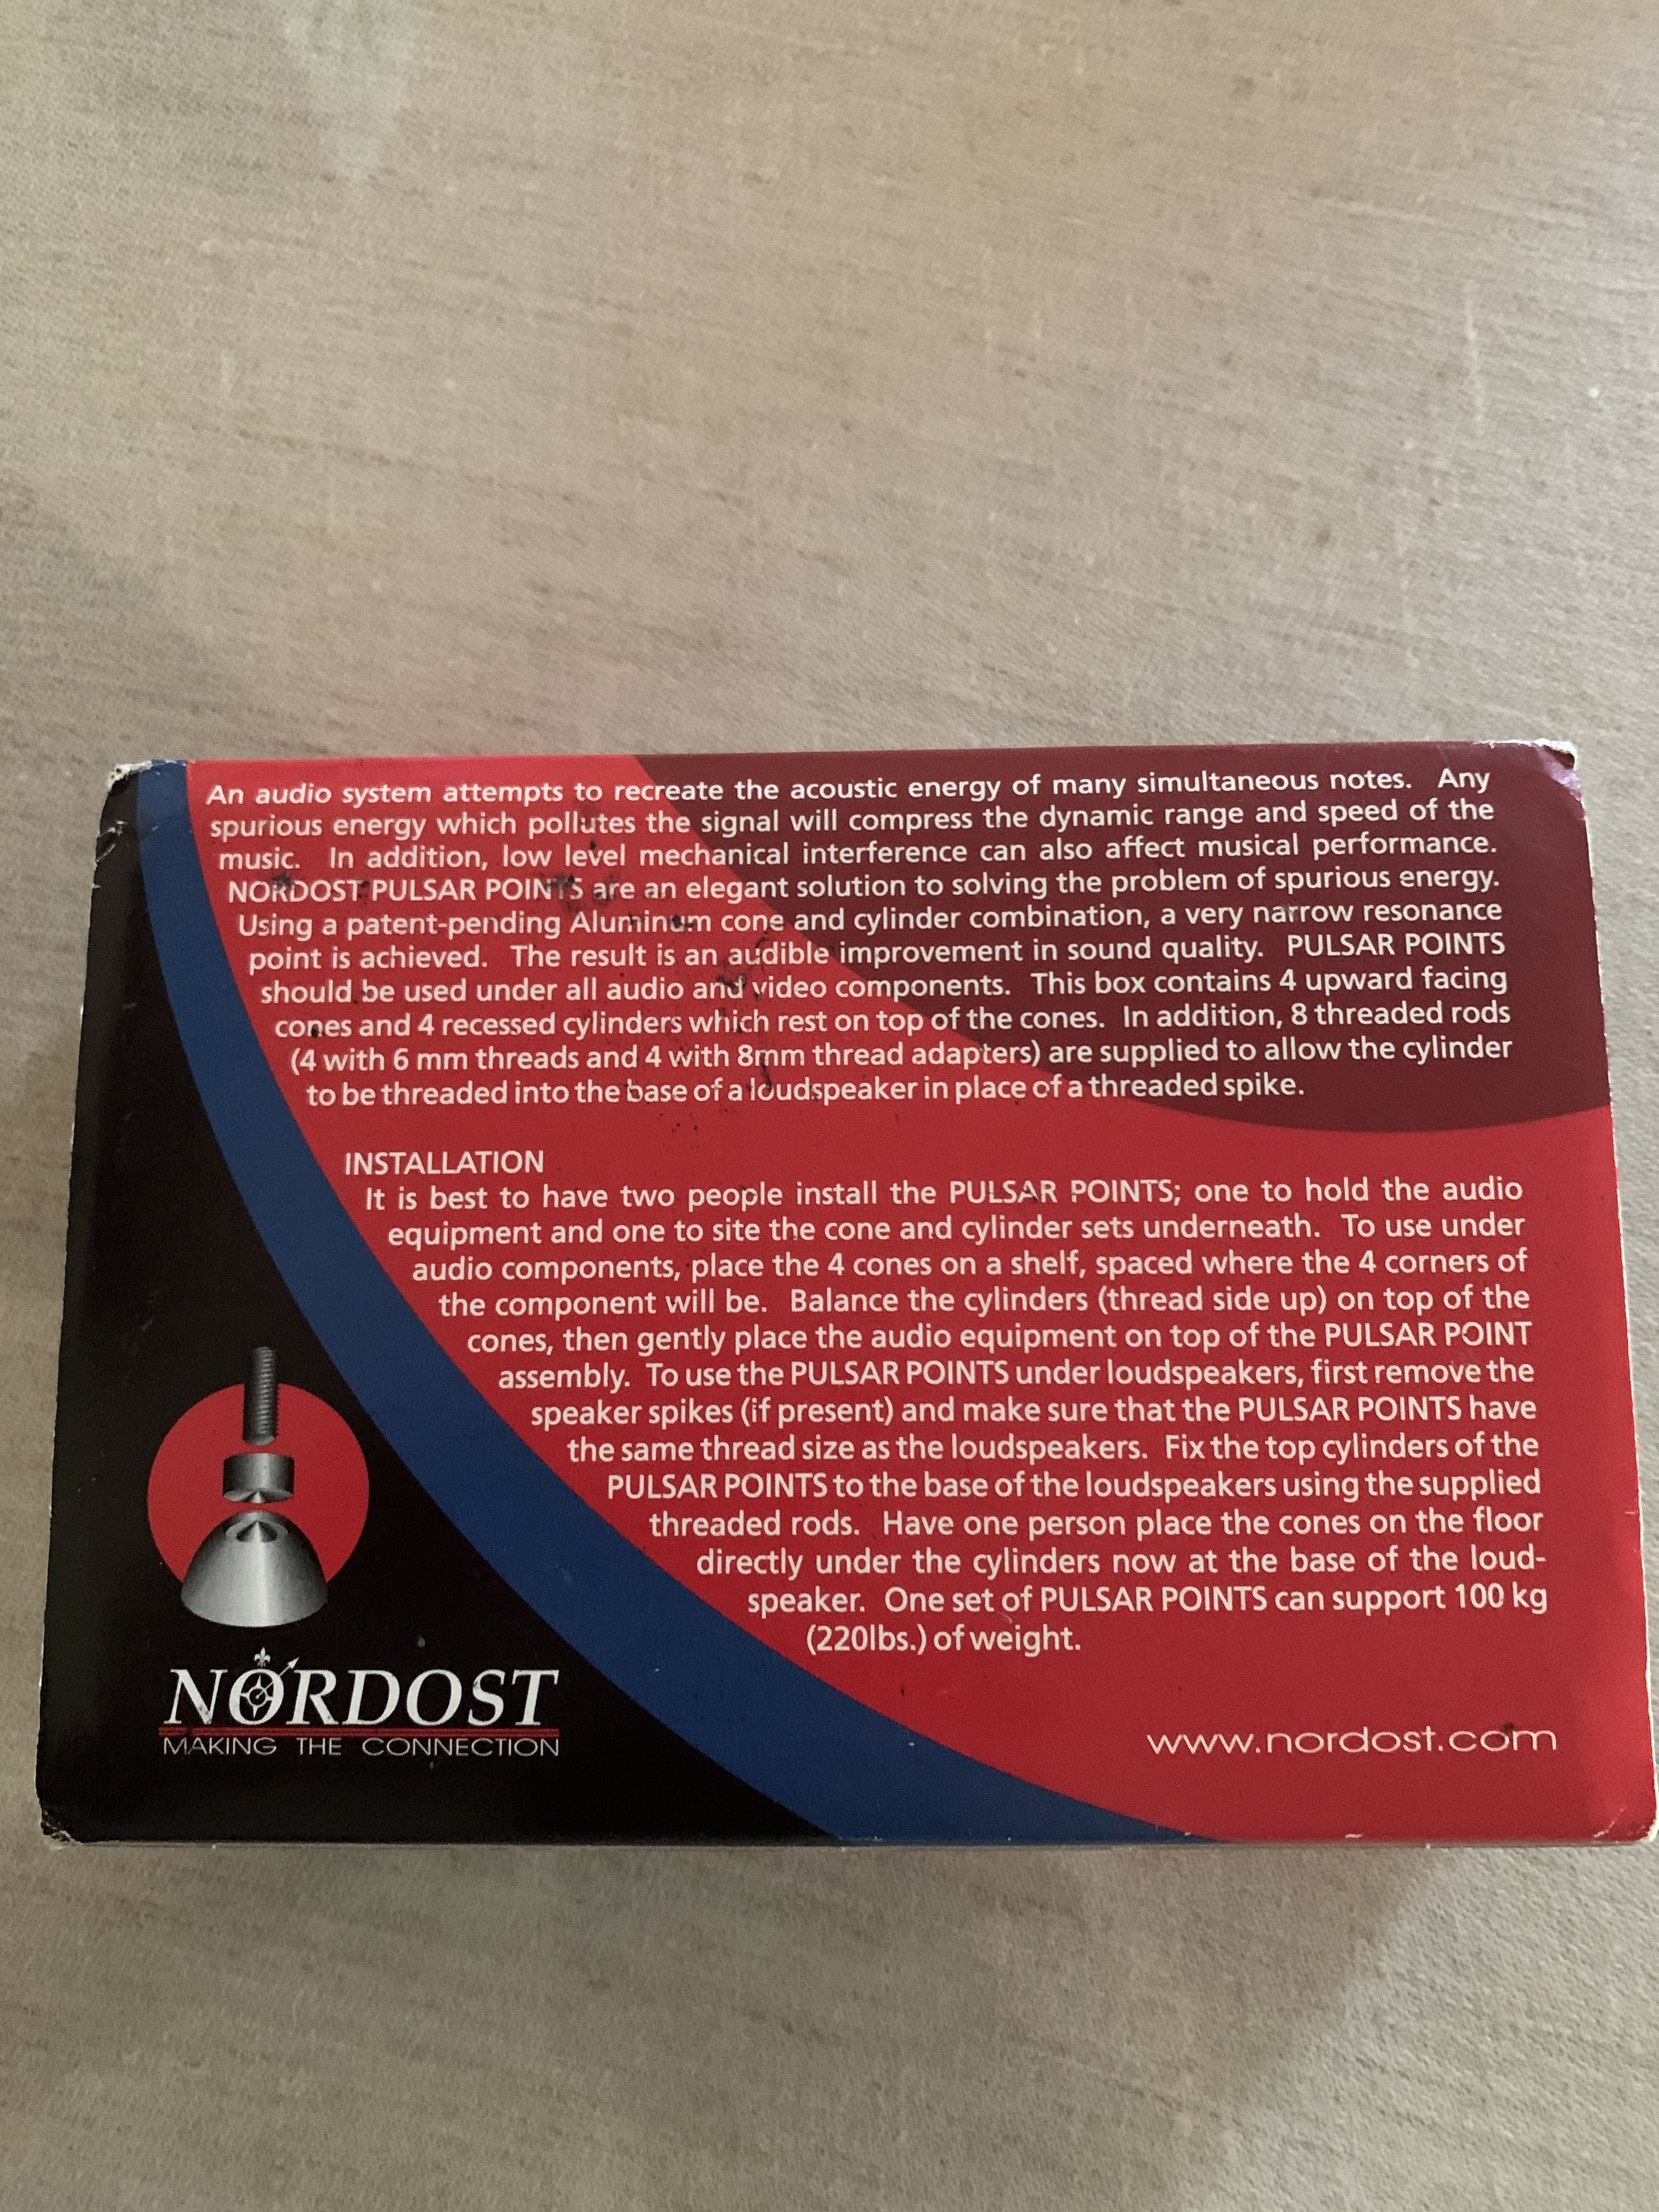 An audio system attempts to recreate the acoustic energy of many simultaneous notes. Any
spurious energy which pollutes the signal will compress the dynamic range and speed of the
music. In addition, low level mechanical interference can also affect musical performance.
NORDOST PULSAR POINTS are an elegant solution to solving the problem of spurious energy.
Using a patent-pending Aluminum cone and cylinder combination, a very narrow resonance
point is achieved. The result is an audible improvement in sound quality. PULSAR POINTS
should be used under all audio and video components. This box contains 4 upward facing
cones and 4 recessed cylinders which rest on top of the cones. In addition, 8 threaded rods
(4 with 6 mm threads and 4 with 8mm thread adapters) are supplied to allow the cylinder
to be threaded into the base of a loudspeaker in place of a threaded spike.
INSTALLATION
It is best to have two people install the PULSAR POINTS; one to hold the audio
equipment and one to site the cone and cylinder sets underneath. To use under
audio components, place the 4 cones on a shelf, spaced where the 4 corners of
the component will be. Balance the cylinders (thread side up) on top of the
cones, then gently place the audio equipment on top of the PULSAR POINT
assembly. To use the PULSAR POINTS under loudspeakers, first remove the
speaker spikes (if present) and make sure that the PULSAR POINTS have
the same thread size as the loudspeakers. Fix the top cylinders of the
PULSAR POINTS to the base of the loudspeakers using the supplied
threaded rods. Have one person place the cones on the floor
directly under the cylinders now at the base of the loud-
speaker. One set of PULSAR POINTS can support 100 kg
(220lbs.) of weight.
NORDOST
MAKING THE CONNECTION
www.nordost.com